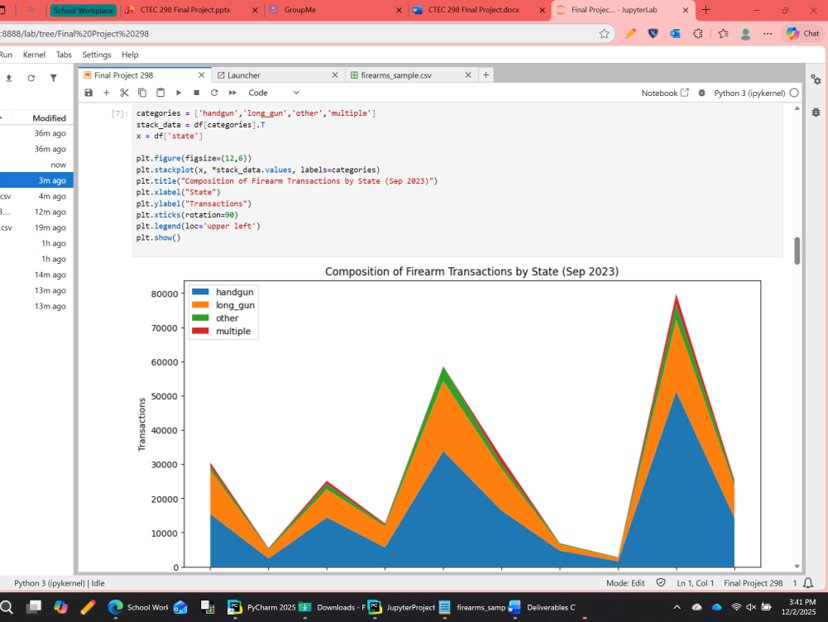 School Workplace
CTEC 298 FInal Project.pptx
GroupMe
CTEC 298 FInal Project.docx
Final Projec... - JupyterLab
:8888/lab/tree/Final%20Project%20298
Chat
Run Kernel Tabs Settings Help
Final Project 298
Launcher
firearms_sample.csv
Code
Notebook
Python 3 (ipykernel)
Modified
36m ago
36m ago
now
3m ago
csv 4m ago
3.... 12m ago
.csv 19m ago
1h ago
1h ago
14m ago
13m ago
13m ago
[7]:
categories = ['handgun','long_gun','other','multiple']
stack_data = df[categories].T
x = df['state']
plt.figure(figsize=(12,6))
plt.stackplot(x, *stack_data.values, labels=categories)
plt.title("Composition of Firearm Transactions by State (Sep 2023)")
plt.xlabel("State")
plt.ylabel("Transactions")
plt.xticks(rotation=90)
plt.legend(loc='upper left')
plt.show()
Composition of Firearm Transactions by State (Sep 2023)
handgun
long_gun
other
multiple
80000
70000
60000
50000
40000
30000
20000
10000
0
Transactions
Python 3 (ipykernel) | Idle
Mode: Edit
Ln 1, Col 1
Final Project 298
1
School Work
PyCharm 2025
Downloads - F
JupyterProject
firearms_samp
Deliverables C
3:41 PM
12/2/2025